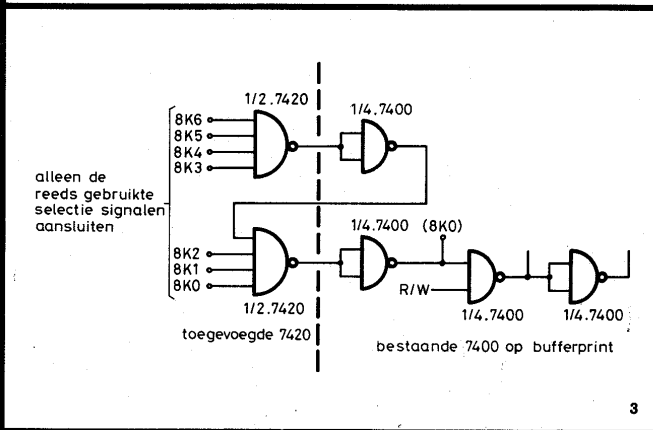 1/2.7420
1/4.7400
8K6
8K5
8K4
8K3
alleen de
reeds gebruikte
selectie signalen
aansluiten
1/4.7400
(8K0)
8K2
8K1
8K0
R/W
1/2.7420
1/4.7400
1/4.7400
toegevoegde 7420
bestaande 7400 op bufferprint
3